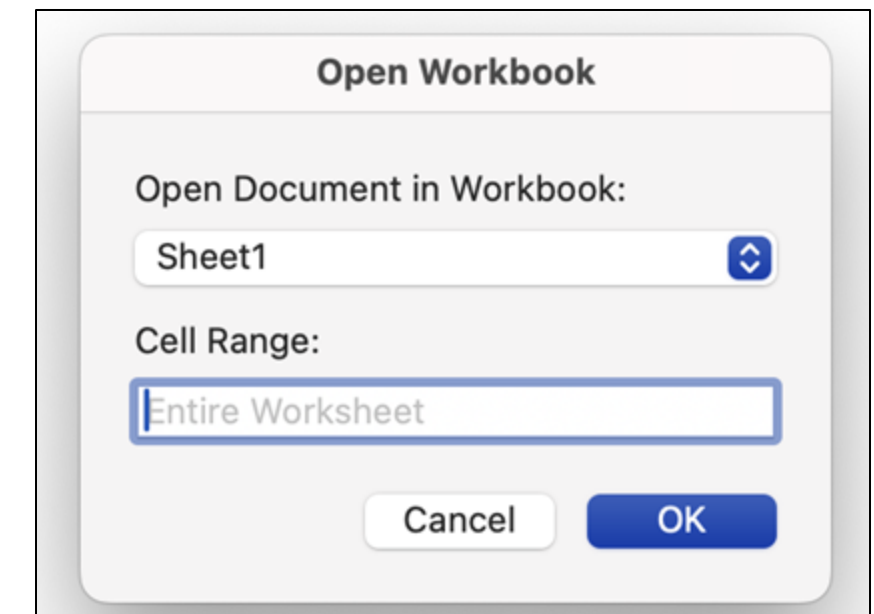 Open Workbook
Open Document in Workbook:
Sheet1
Cell Range:
Entire Worksheet
Cancel
OK